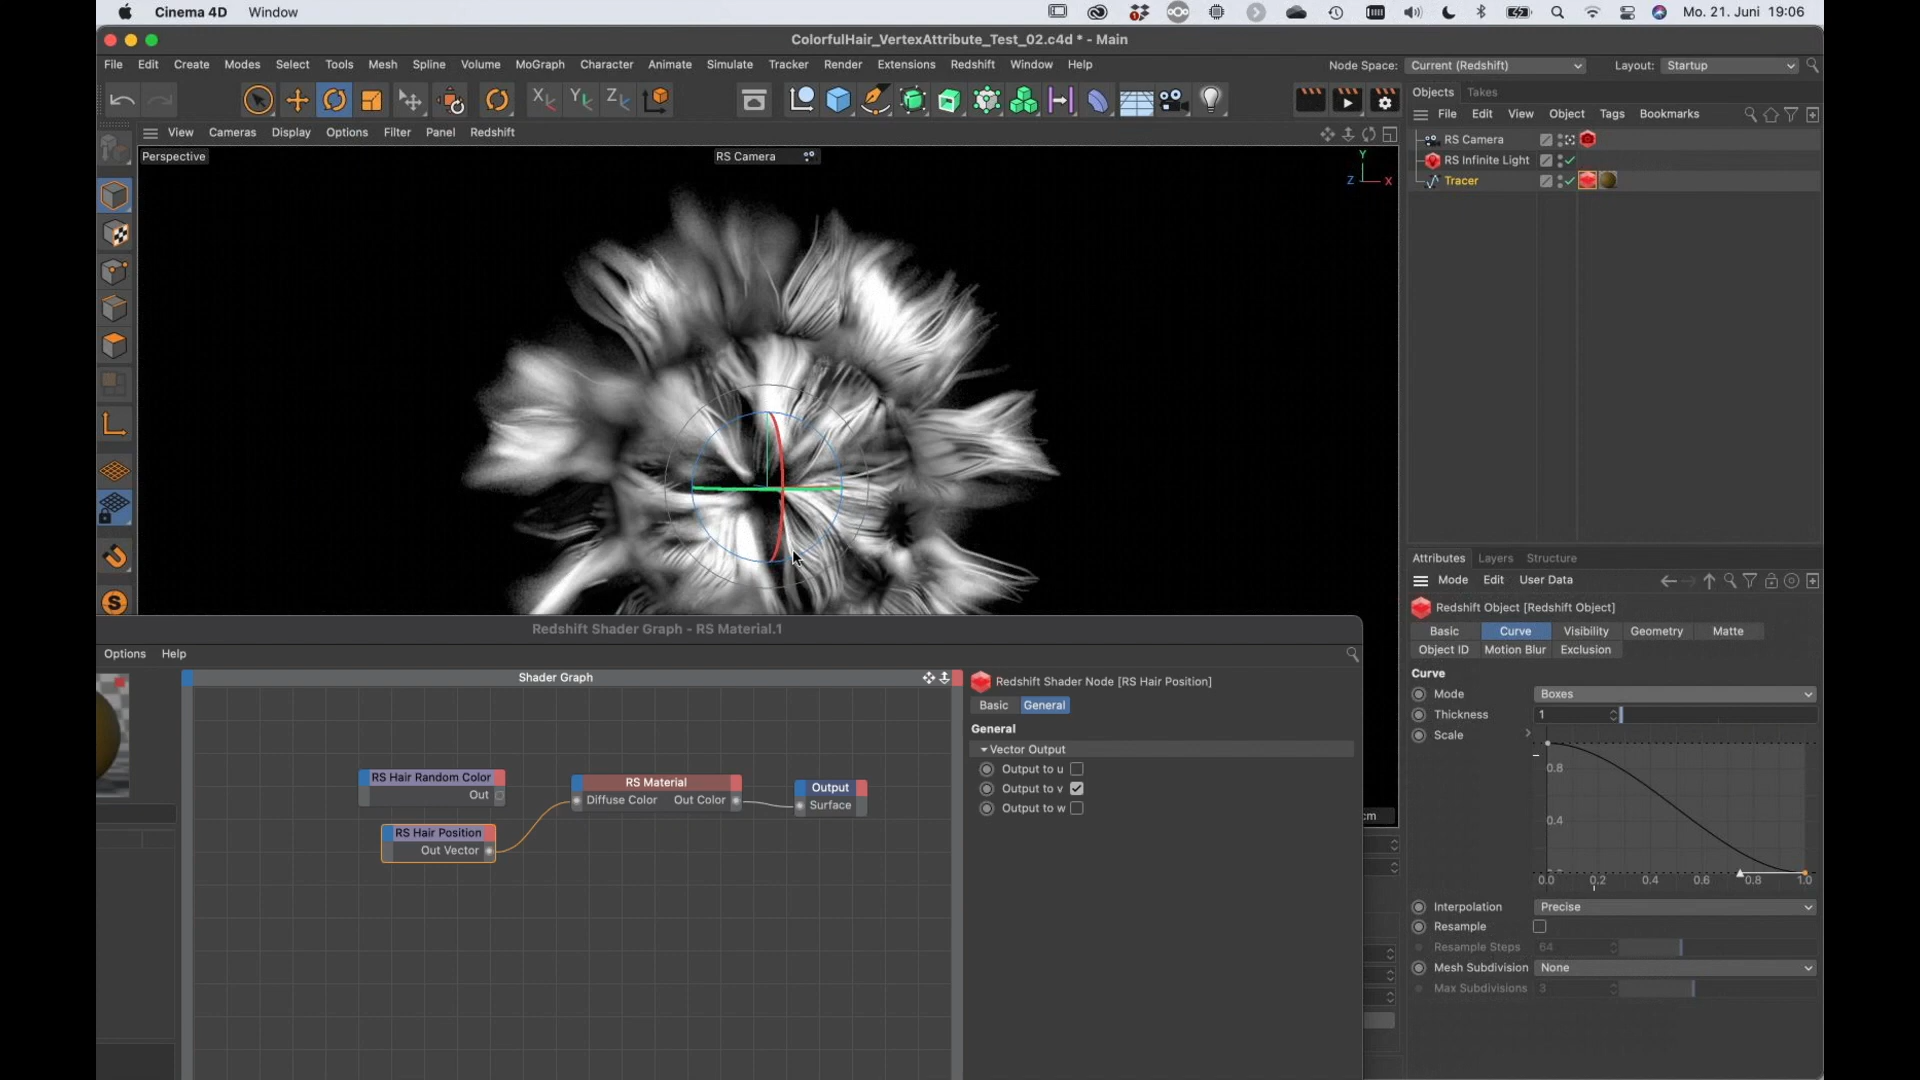 Cinema 4D Window
Mo. 21. Juni 19:06
ColorfulHair_VertexAttribute_Test_02.c4d * - Main
File Edit Create Modes Select Tools Mesh Spline Volume MoGraph Character Animate Simulate Tracker Render Extensions Redshift Window Help
Node Space: Current (Redshift) Layout: Startup
X Y Z
Objects Takes
File Edit View Object Tags Bookmarks
View Cameras Display Options Filter Panel Redshift
RS Camera
RS Infinite Light
Tracer
Perspective
RS Camera
Y
Z X
Attributes Layers Structure
Mode Edit User Data
Redshift Object [Redshift Object]
Basic Curve Visibility Geometry Matte
Object ID Motion Blur Exclusion
Curve
Mode Boxes
Thickness 1
Scale
0.8
0.4
0.0 0.2 0.4 0.6 0.8 1.0
Interpolation Precise
Resample
Resample Steps 64
Mesh Subdivision None
Max Subdivisions 3
cm
Redshift Shader Graph - RS Material.1
Options Help
Shader Graph
RS Hair Random Color
Out
RS Hair Position
Out Vector
RS Material
Diffuse Color Out Color
Output
Surface
Redshift Shader Node [RS Hair Position]
Basic General
General
Vector Output
Output to u
Output to v
Output to w